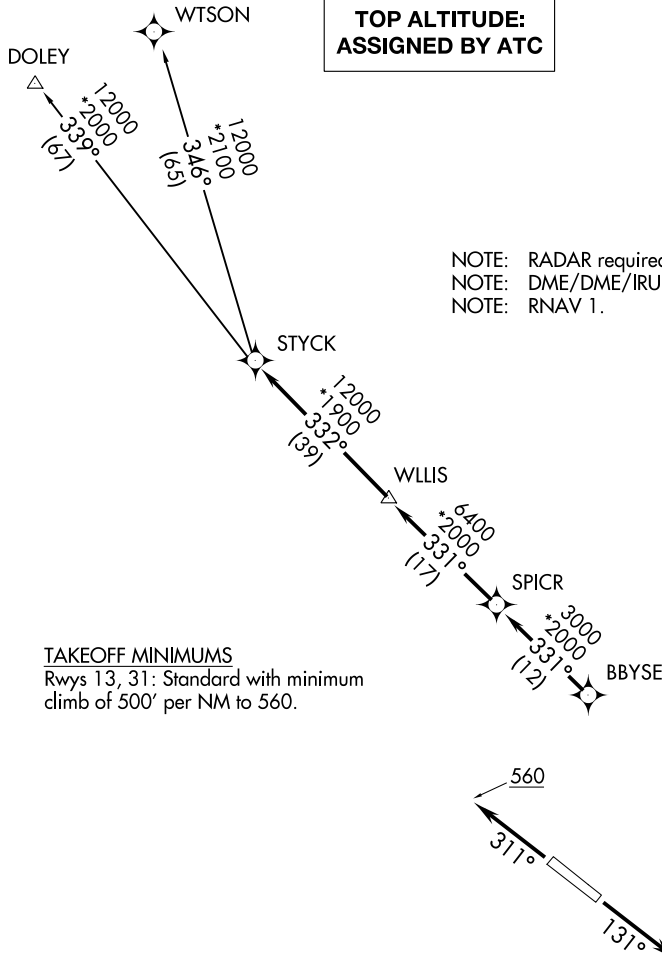 WTSON
TOP ALTITUDE:
ASSIGNED BY ATC
DOLEY
12000
*2000
339°
(67)
12000
*2100
346°
(65)
NOTE: RADAR required
NOTE: DME/DME/IRU
NOTE: RNAV 1.
STYCK
12000
*1900
332°
(39)
WLLIS
6400
*2000
331°
(17)
SPICR
3000
*2000
331°
(12)
BBYSE
TAKEOFF MINIMUMS
Rwys 13, 31: Standard with minimum
climb of 500' per NM to 560.
560
311°
131°